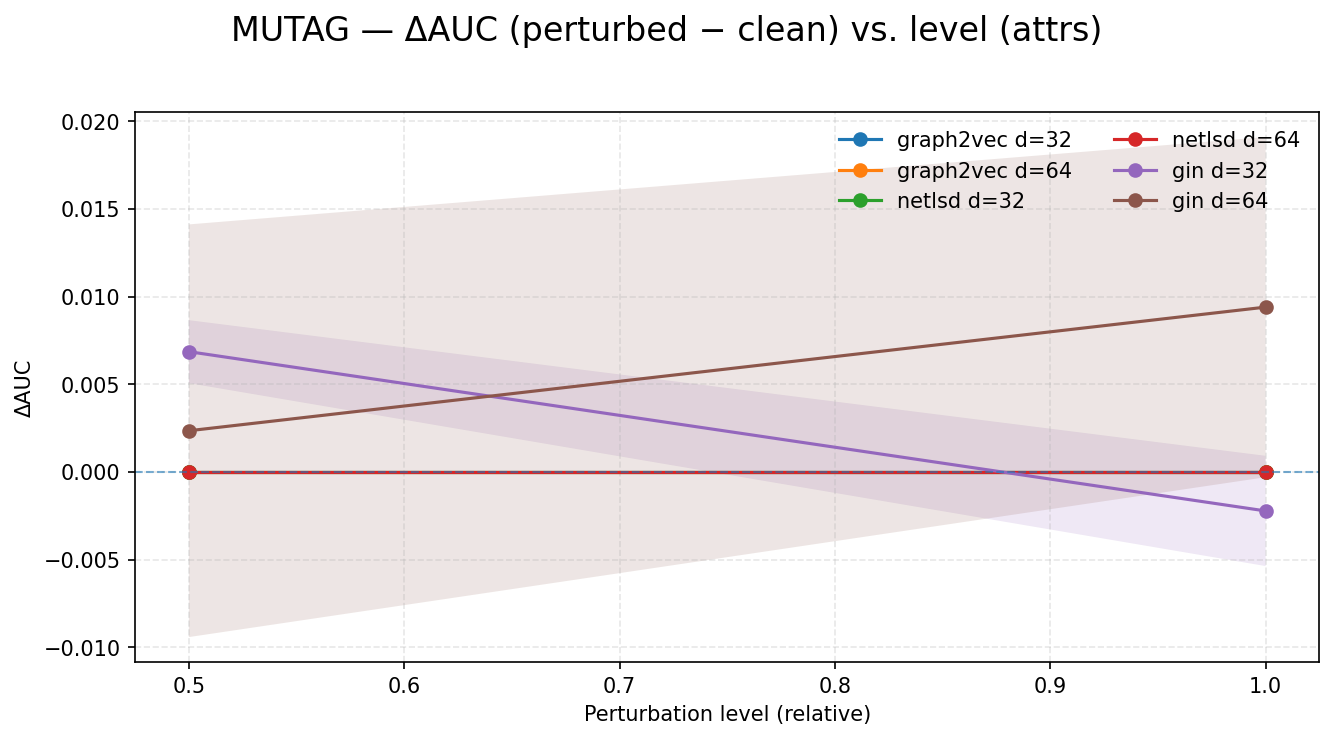 MUTAG — ΔAUC (perturbed − clean) vs. level (attrs)
0.020
0.015
0.010
0.005
0.000
−0.005
−0.010
ΔAUC
graph2vec d=32
graph2vec d=64
netlsd d=32
netlsd d=64
gin d=32
gin d=64
0.5 0.6 0.7 0.8 0.9 1.0
Perturbation level (relative)